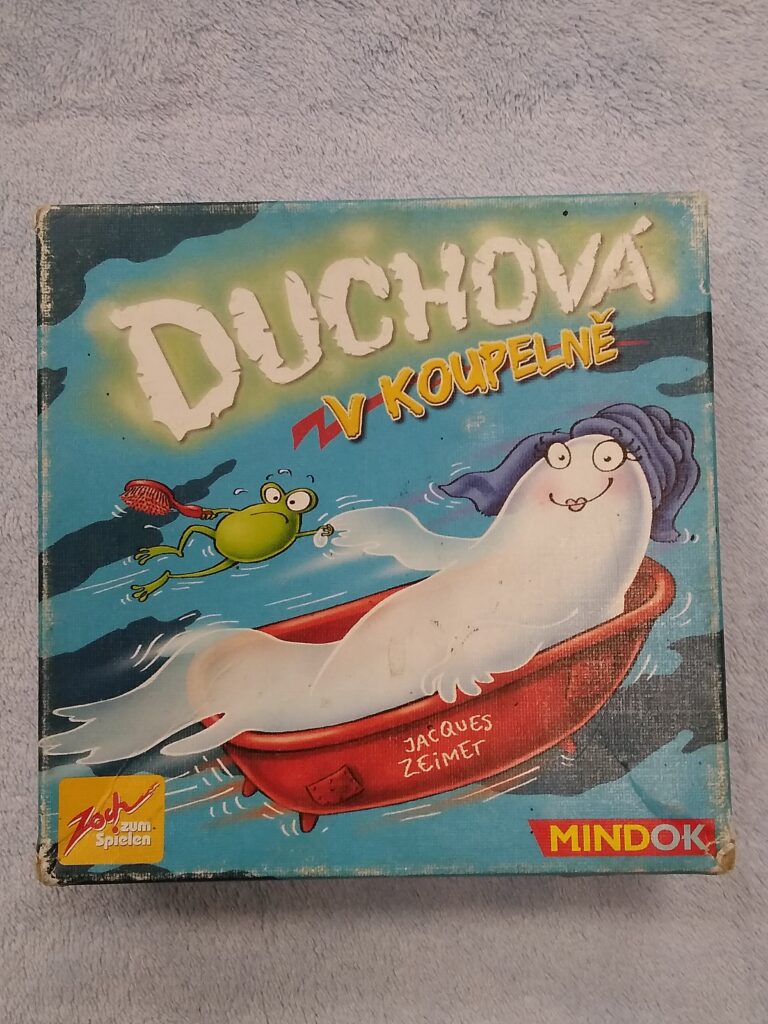 DUCHOVÁ
V KOUPELNĚ
JACQUES
ZEIMET
Zoch
zum
Spielen
MINDOK